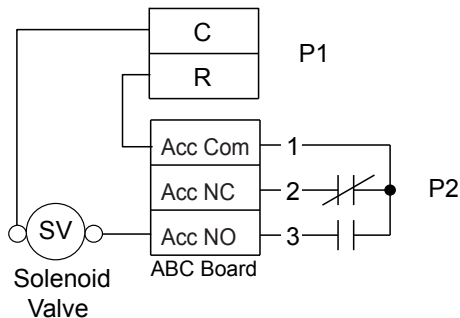 C
P1
R
Acc Com 1
Acc NC 2
P2
Acc NO 3
SV
ABC Board
Solenoid
Valve